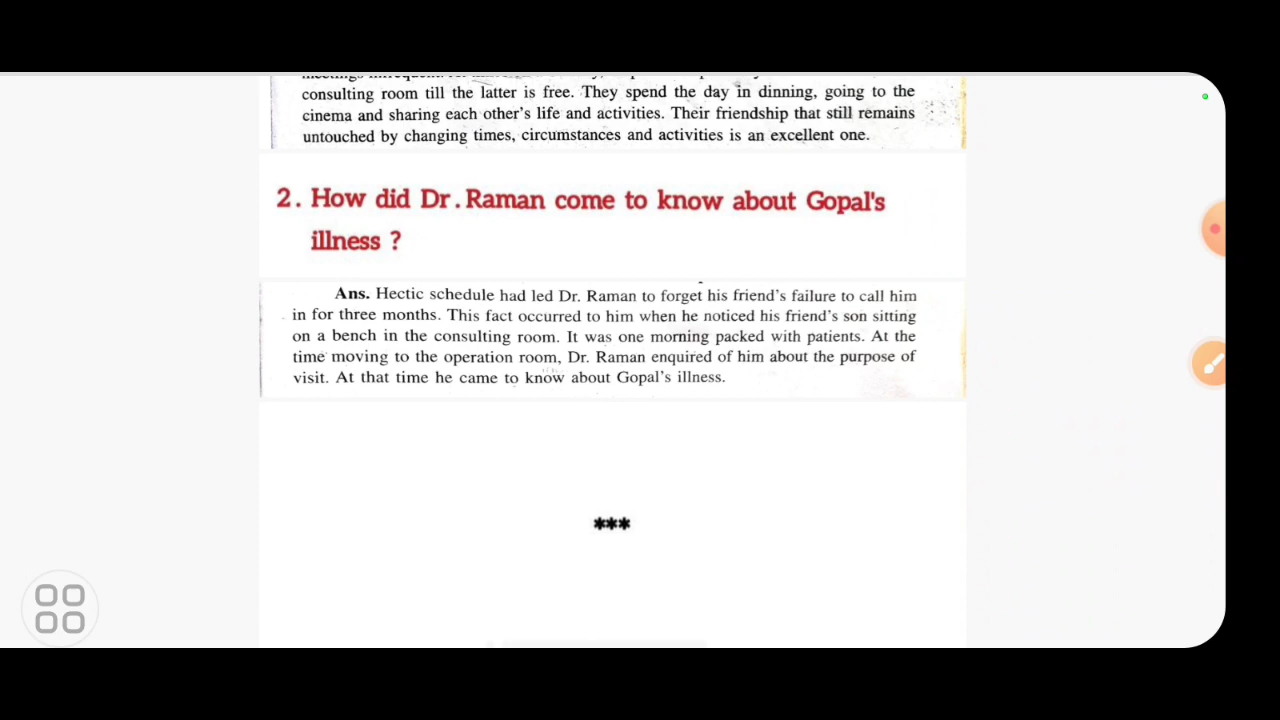 consulting room till the latter is free. They spend the day in dinning, going to the
cinema and sharing each other's life and activities. Their friendship that still remains
untouched by changing times, circumstances and activities is an excellent one.
2. How did Dr. Raman come to know about Gopal's
illness ?
Ans. Hectic schedule had led Dr. Raman to forget his friend's failure to call him
in for three months. This fact occurred to him when he noticed his friend's son sitting
on a bench in the consulting room. It was one morning packed with patients. At the
time moving to the operation room, Dr. Raman enquired of him about the purpose of
visit. At that time he came to know about Gopal's illness.
***